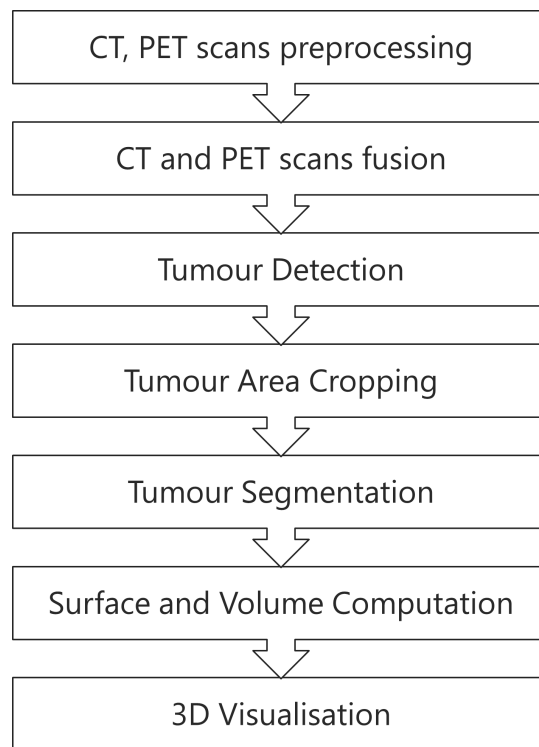 CT, PET scans preprocessing
CT and PET scans fusion
Tumour Detection
Tumour Area Cropping
Tumour Segmentation
Surface and Volume Computation
3D Visualisation